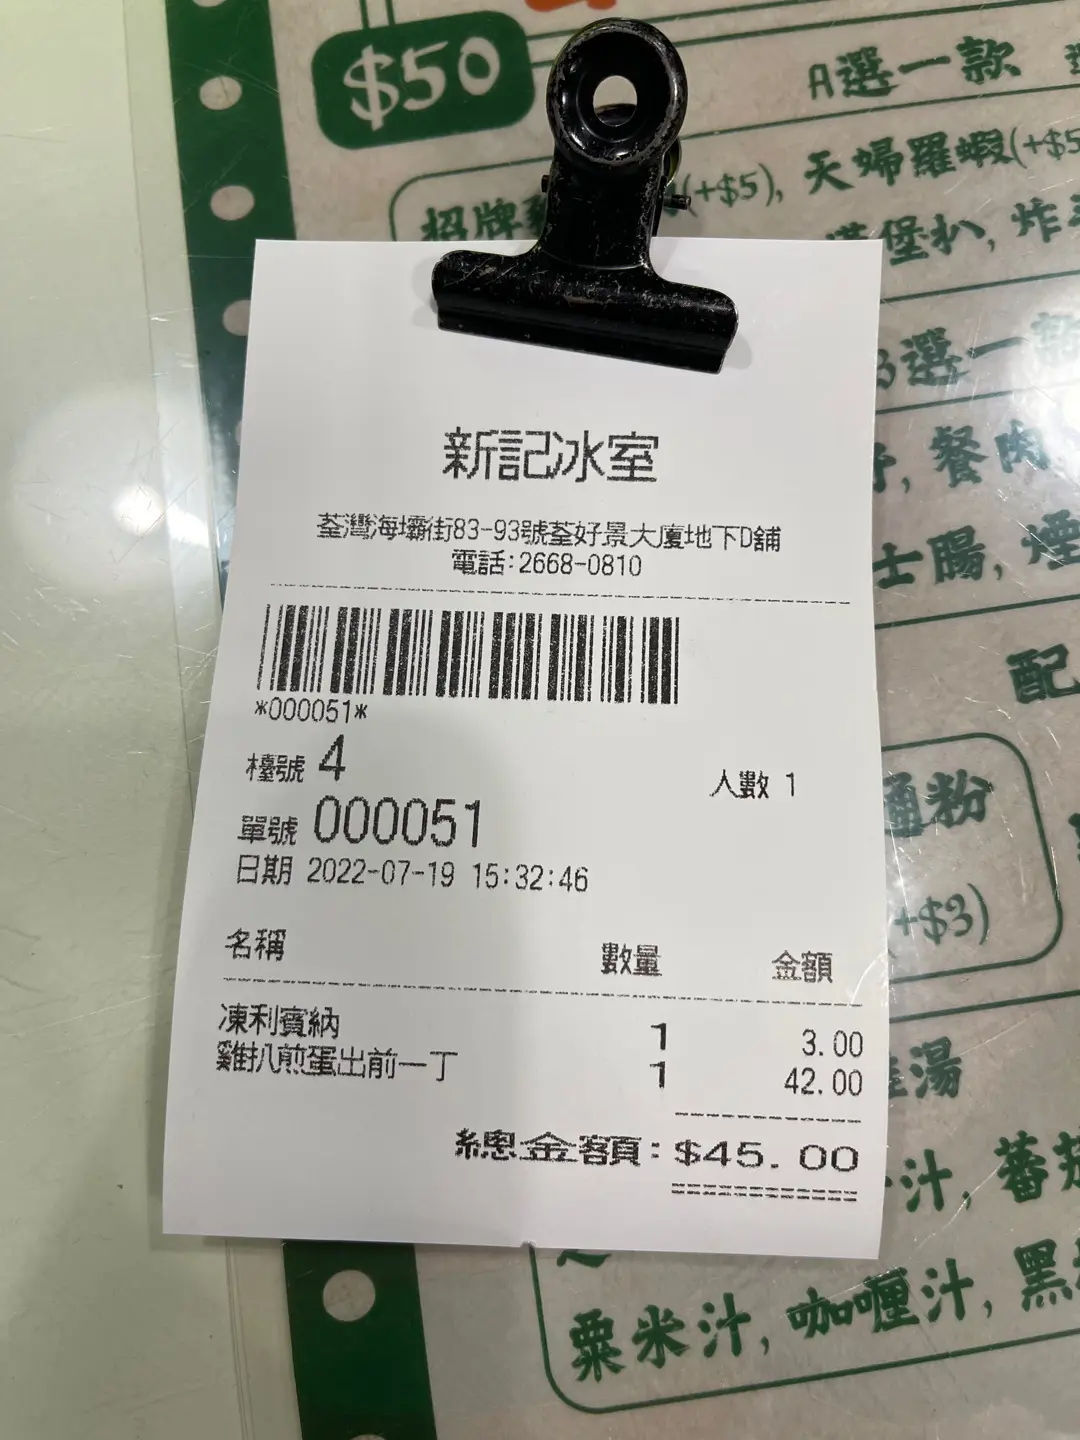 $50
A選一款
招牌
(+$5), 天婦羅蝦(+$5
堡扒, 炸
選一款
, 餐肉
士腸, 煙
配
通粉
+$3)
湯
汁, 蕃茄
粟米汁, 咖喱汁, 黑
新記冰室
荃灣海壩街83-93號荃好景大廈地下D舖
電話:2668-0810
*000051*
檯號 4
人數 1
單號 000051
日期 2022-07-19 15:32:46
名稱 數量 金額
凍利賓納 1 3.00
雞扒煎蛋出前一丁 1 42.00
總金額:$45.00